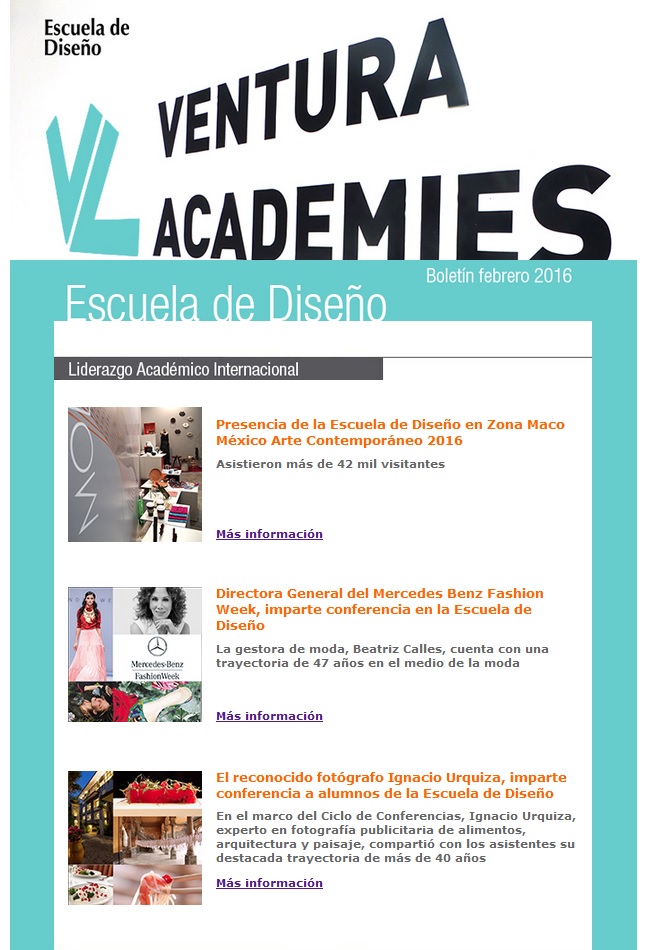 Escuela de
Diseño
VENTURA
ACADEMIES
Boletín febrero 2016
Escuela de Diseño
Liderazgo Académico Internacional
Presencia de la Escuela de Diseño en Zona Maco
México Arte Contemporáneo 2016
Asistieron más de 42 mil visitantes
Más información
Directora General del Mercedes Benz Fashion
Week, imparte conferencia en la Escuela de
Diseño
Mercedes-Benz
FashionWeek
La gestora de moda, Beatriz Calles, cuenta con una
trayectoria de 47 años en el medio de la moda
Más información
El reconocido fotógrafo Ignacio Urquiza, imparte
conferencia a alumnos de la Escuela de Diseño
En el marco del Ciclo de Conferencias, Ignacio Urquiza,
experto en fotografía publicitaria de alimentos,
arquitectura y paisaje, compartió con los asistentes su
destacada trayectoria de más de 40 años
Más información